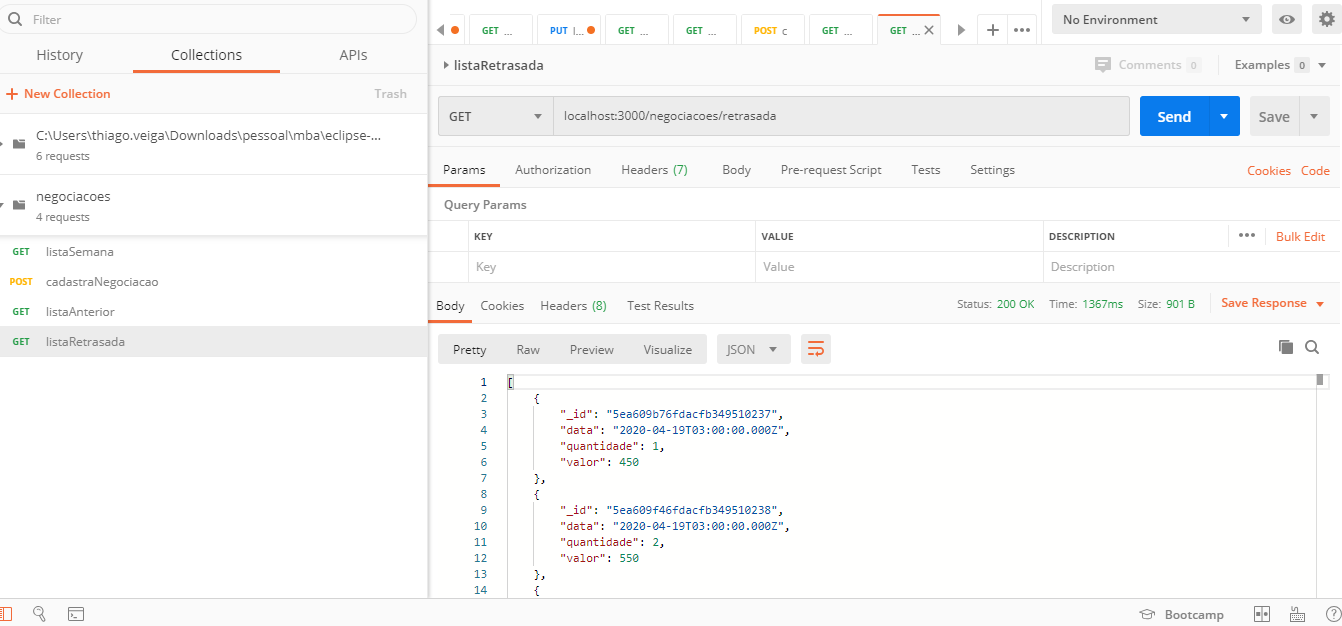 Filter
History Collections APIs
+ New Collection Trash
C:\Users\thiago.veiga\Downloads\pessoal\mba\eclipse-...
6 requests
negociacoes
4 requests
GET listaSemana
POST cadastraNegociacao
GET listaAnterior
GET listaRetrasada
GET ... PUT l... GET ... GET ... POST c GET ... GET ... No Environment
listaRetrasada Comments 0 Examples 0
GET localhost:3000/negociacoes/retrasada Send Save
Params Authorization Headers (7) Body Pre-request Script Tests Settings Cookies Code
Query Params
KEY VALUE DESCRIPTION ••• Bulk Edit
Key Value Description
Body Cookies Headers (8) Test Results Status: 200 OK Time: 1367ms Size: 901 B Save Response
Pretty Raw Preview Visualize JSON
1 [
2 {
3 "_id": "5ea609b76fdacfb349510237",
4 "data": "2020-04-19T03:00:00.000Z",
5 "quantidade": 1,
6 "valor": 450
7 },
8 {
9 "_id": "5ea609f46fdacfb349510238",
10 "data": "2020-04-19T03:00:00.000Z",
11 "quantidade": 2,
12 "valor": 550
13 },
14 {
Bootcamp